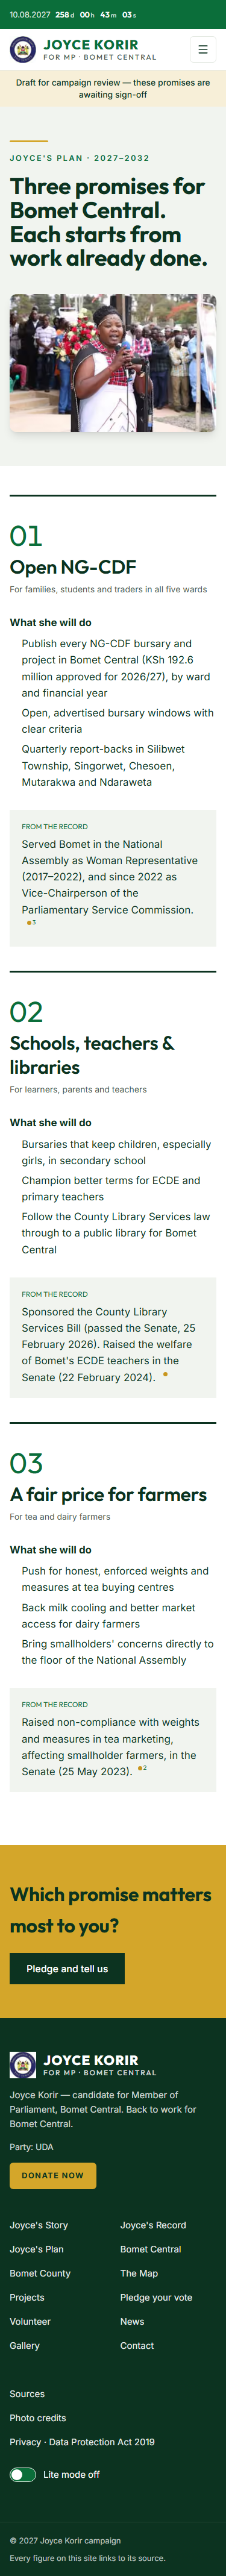 10.08.2027 258 d 00 h 43 m 03 s
JOYCE KORIR
FOR MP · BOMET CENTRAL
Draft for campaign review — these promises are
awaiting sign-off
JOYCE'S PLAN · 2027–2032
Three promises for
Bomet Central.
Each starts from
work already done.
01
Open NG-CDF
For families, students and traders in all five wards
What she will do
Publish every NG-CDF bursary and
project in Bomet Central (KSh 192.6
million approved for 2026/27), by ward
and financial year
Open, advertised bursary windows with
clear criteria
Quarterly report-backs in Silibwet
Township, Singorwet, Chesoen,
Mutarakwa and Ndaraweta
FROM THE RECORD
Served Bomet in the National
Assembly as Woman Representative
(2017–2022), and since 2022 as
Vice-Chairperson of the
Parliamentary Service Commission.
3
02
Schools, teachers &
libraries
For learners, parents and teachers
What she will do
Bursaries that keep children, especially
girls, in secondary school
Champion better terms for ECDE and
primary teachers
Follow the County Library Services law
through to a public library for Bomet
Central
FROM THE RECORD
Sponsored the County Library
Services Bill (passed the Senate, 25
February 2026). Raised the welfare
of Bomet's ECDE teachers in the
Senate (22 February 2024).
03
A fair price for farmers
For tea and dairy farmers
What she will do
Push for honest, enforced weights and
measures at tea buying centres
Back milk cooling and better market
access for dairy farmers
Bring smallholders' concerns directly to
the floor of the National Assembly
FROM THE RECORD
Raised non-compliance with weights
and measures in tea marketing,
affecting smallholder farmers, in the
Senate (25 May 2023). 2
Which promise matters
most to you?
Pledge and tell us
JOYCE KORIR
FOR MP · BOMET CENTRAL
Joyce Korir — candidate for Member of
Parliament, Bomet Central. Back to work for
Bomet Central.
Party: UDA
DONATE NOW
Joyce's Story Joyce's Record
Joyce's Plan Bomet Central
Bomet County The Map
Projects Pledge your vote
Volunteer News
Gallery Contact
Sources
Photo credits
Privacy · Data Protection Act 2019
Lite mode off
© 2027 Joyce Korir campaign
Every figure on this site links to its source.